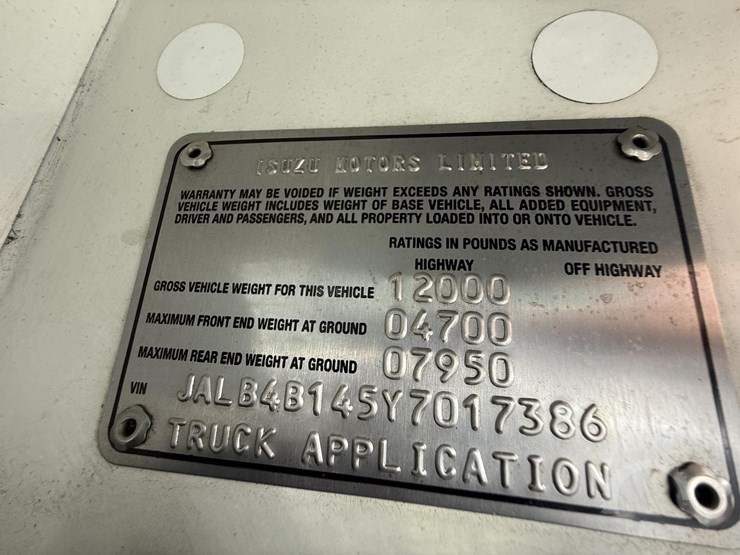 ISUZU MOTORS LIMITED
WARRANTY MAY BE VOIDED IF WEIGHT EXCEEDS ANY RATINGS SHOWN. GROSS
VEHICLE WEIGHT INCLUDES WEIGHT OF BASE VEHICLE, ALL ADDED EQUIPMENT,
DRIVER AND PASSENGERS, AND ALL PROPERTY LOADED INTO OR ONTO VEHICLE.
RATINGS IN POUNDS AS MANUFACTURED
HIGHWAY OFF HIGHWAY
GROSS VEHICLE WEIGHT FOR THIS VEHICLE 12000
MAXIMUM FRONT END WEIGHT AT GROUND 04700
MAXIMUM REAR END WEIGHT AT GROUND 07950
VIN JALB4B145Y7017386
TRUCK APPLICATION